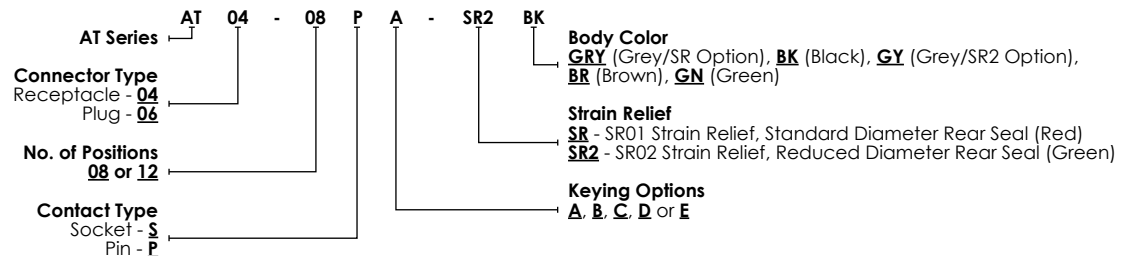 AT 04 - 08 P A - SR2 BK
AT Series
Connector Type
Receptacle - 04
Plug - 06
No. of Positions
08 or 12
Contact Type
Socket - S
Pin - P
Body Color
GRY (Grey/SR Option), BK (Black), GY (Grey/SR2 Option),
BR (Brown), GN (Green)
Strain Relief
SR - SR01 Strain Relief, Standard Diameter Rear Seal (Red)
SR2 - SR02 Strain Relief, Reduced Diameter Rear Seal (Green)
Keying Options
A, B, C, D or E